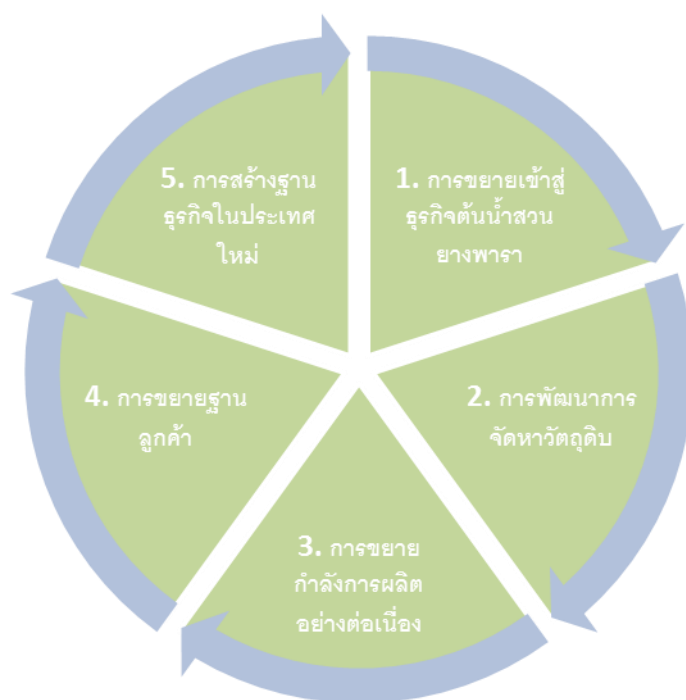 1. การขยายเข้าสู่
ธุรกิจต้นน้ำสวน
ยางพารา
2. การพัฒนาการ
จัดหาวัตถุดิบ
3. การขยาย
กำลังการผลิต
อย่างต่อเนื่อง
4. การขยายฐาน
ลูกค้า
5. การสร้างฐาน
ธุรกิจในประเทศ
ใหม่